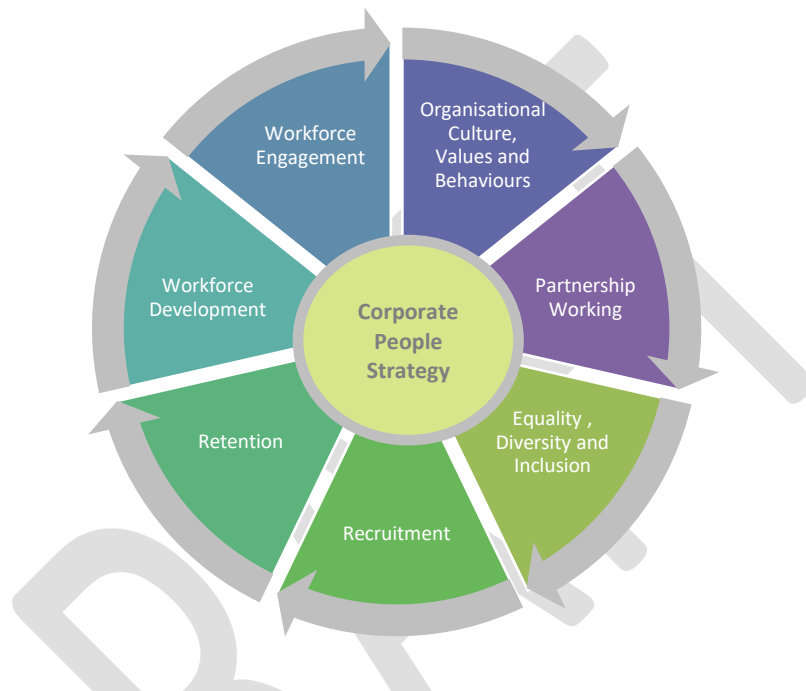 Organisational
Culture,
Values and
Behaviours
Partnership
Working
Equality ,
Diversity and
Inclusion
Recruitment
Retention
Workforce
Development
Workforce
Engagement
Corporate
People
Strategy